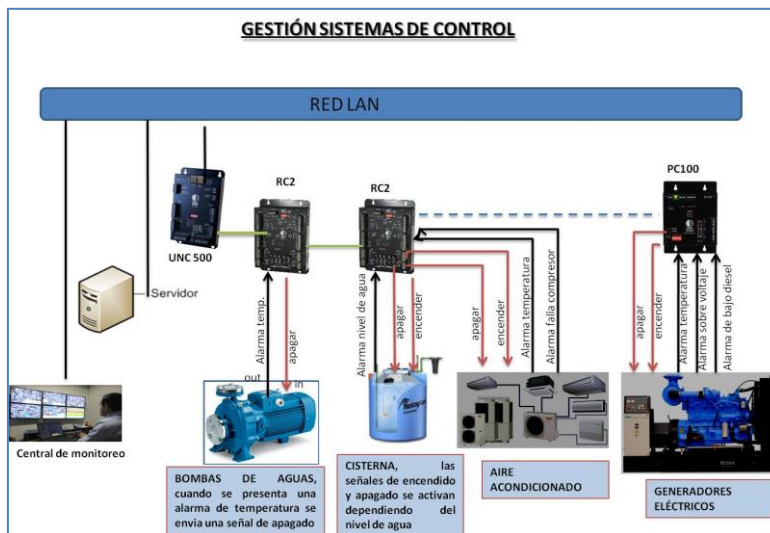 GESTIÓN SISTEMAS DE CONTROL
RED LAN
UNC 500
RC2
RC2
PC100
Servidor
Alarma temp.
apagar
out
in
Alarma nivel de agua
apagar
encender
apagar
encender
Alarma temperatura
Alarma falla compresor
apagar
encender
Alarma temperatura
Alarma sobre voltaje
Alarma de bajo diesel
Rotoplas
Central de monitoreo
BOMBAS DE AGUAS,
cuando se presenta una
alarma de temperatura se
envia una señal de apagado
CISTERNA, las
señales de encendido
y apagado se activan
dependiendo del
nivel de agua
AIRE
ACONDICIONADO
GENERADORES
ELÉCTRICOS